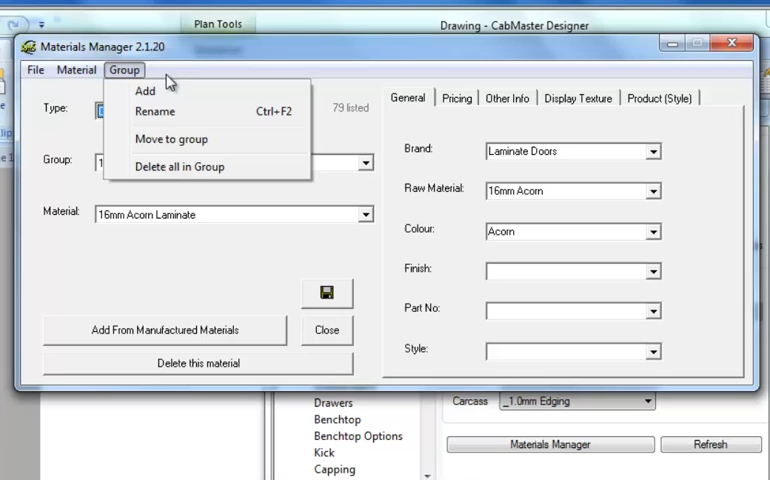 Plan Tools
Drawing - CabMaster Designer
Materials Manager 2.1.20
File Material Group
Add
Rename Ctrl+F2
Move to group
Delete all in Group
Type:
79 listed
Group:
Material: 16mm Acorn Laminate
Add From Manufactured Materials
Close
Delete this material
General Pricing Other Info Display Texture Product (Style)
Brand: Laminate Doors
Raw Material: 16mm Acorn
Colour: Acorn
Finish:
Part No:
Style:
Drawers
Benchtop
Benchtop Options
Kick
Capping
Carcass _1.0mm Edging
Materials Manager Refresh